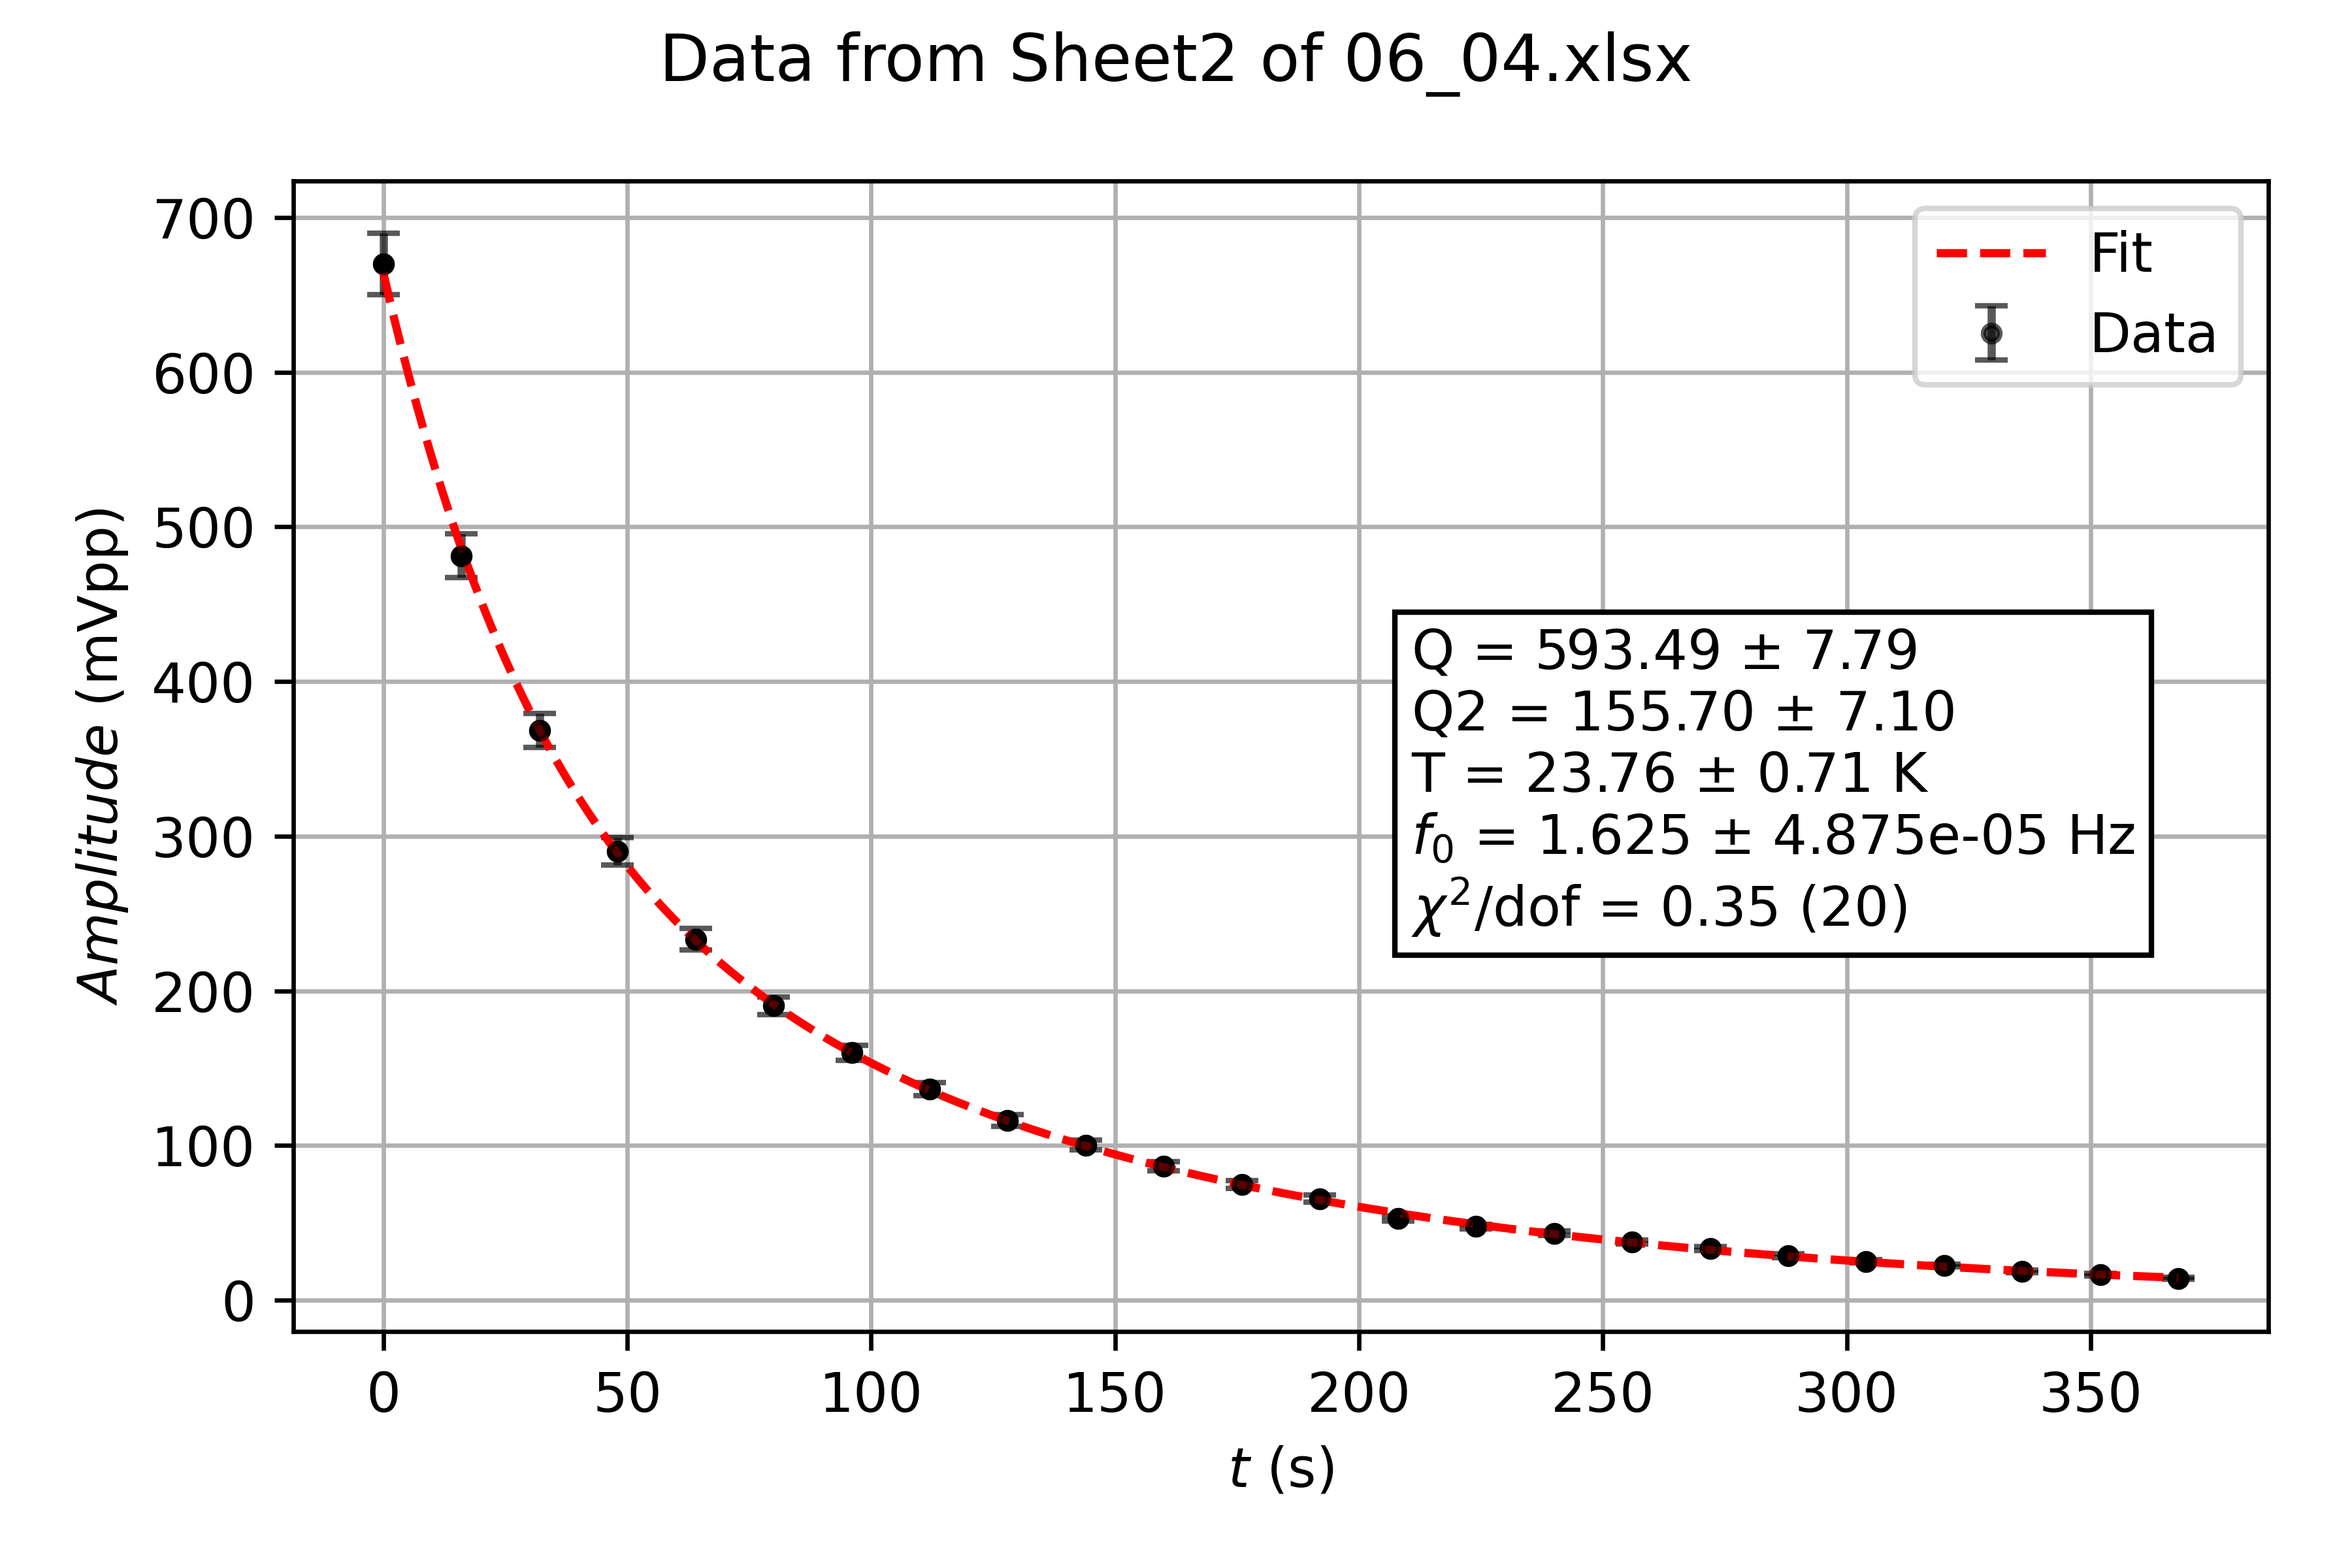 Data from Sheet2 of 06_04.xlsx
Amplitude (mVpp)
700
600
500
400
300
200
100
0
Fit
Data
Q = 593.49 ± 7.79
Q2 = 155.70 ± 7.10
T = 23.76 ± 0.71 K
f₀ = 1.625 ± 4.875e-05 Hz
χ²/dof = 0.35 (20)
0 50 100 150 200 250 300 350
t (s)